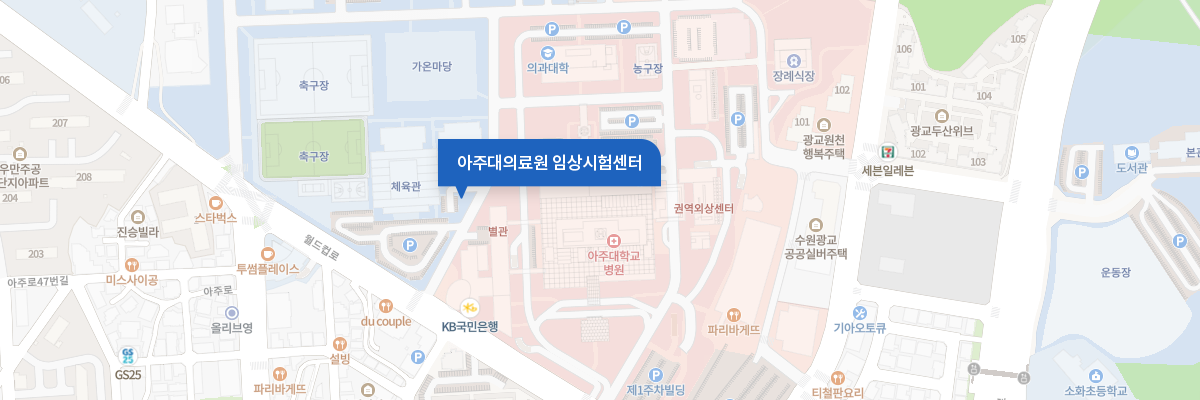 106
105
의과대학
농구장
가온마당
장례식장
축구장
102
101
104
06
207
101
광교두산위브
광교원천
행복주택
축구장
아주대의료원 임상시험센터
102
103
본관
도서관
세븐일레븐
우만주공
단지아파트
208
체육관
204
스타벅스
권역외상센터
진승빌라
별관
월드컵로
수원광교
공공실버주택
203
아주대학교
병원
투썸플레이스
운동장
미스사이공
아주로47번길
아주로
du couple
올리브영
KB국민은행
파리바게뜨
기아오토큐
GS
25
설빙
GS25
파리바게뜨
제1주차빌딩
티철판요리
소화초등학교